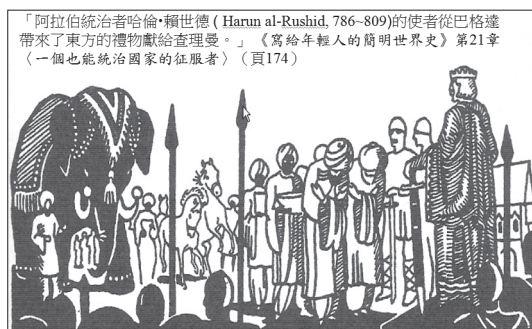 「阿拉伯統治者哈倫•賴世德 ( Harun al-Rushid, 786~809)的使者從巴格達
帶來了東方的禮物獻給查理曼。」《寫給年輕人的簡明世界史》第21章
〈一個也能統治國家的征服者〉（頁174）